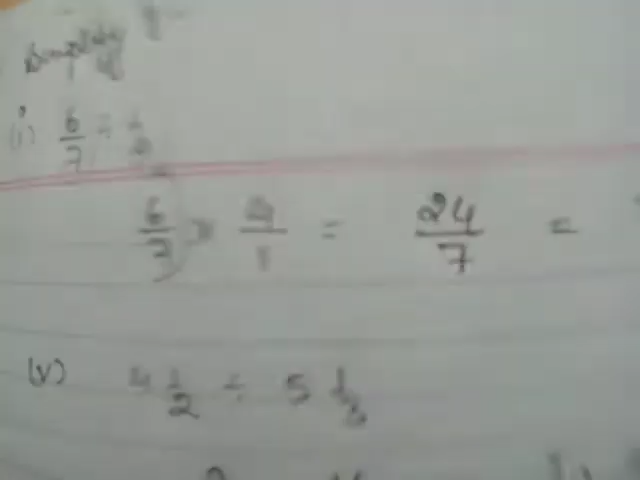 Simplify
(i) 6/7 ÷ 1/4
6/7 × 4/1 = 24/7 =
(v) 4 1/2 ÷ 5 1/3